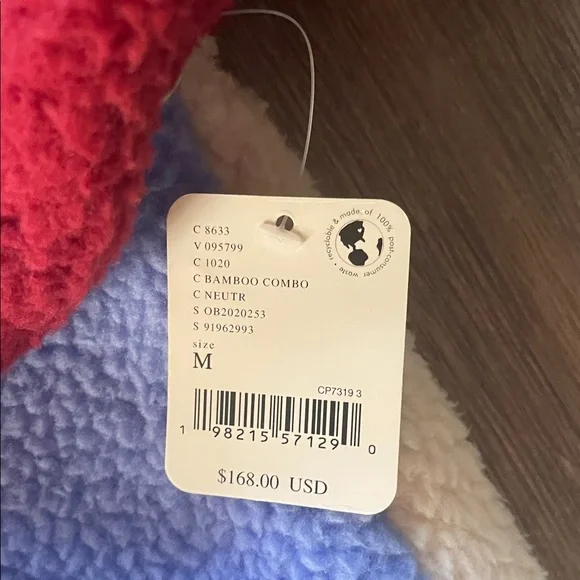 C 8633
V 095799
C 1020
C BAMBOO COMBO
C NEUTR
S OB2020253
S 91962993
size
M
recyclable & made of 100% post-consumer waste
CP7319 3
1 98215 57129 0
$168.00 USD